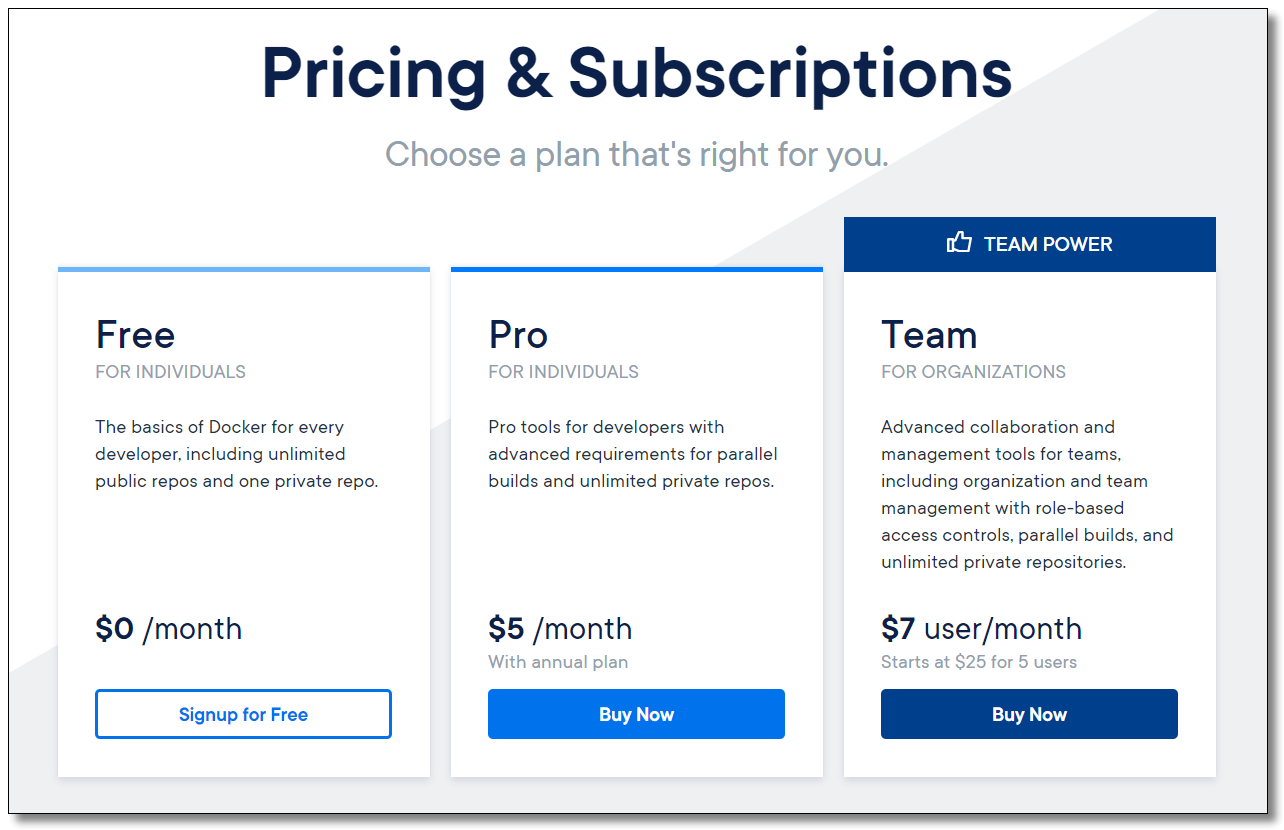 Pricing & Subscriptions
Choose a plan that's right for you.
Free
FOR INDIVIDUALS
The basics of Docker for every
developer, including unlimited
public repos and one private repo.
$0 /month
Signup for Free
Pro
FOR INDIVIDUALS
Pro tools for developers with
advanced requirements for parallel
builds and unlimited private repos.
$5 /month
With annual plan
Buy Now
TEAM POWER
Team
FOR ORGANIZATIONS
Advanced collaboration and
management tools for teams,
including organization and team
management with role-based
access controls, parallel builds, and
unlimited private repositories.
$7 user/month
Starts at $25 for 5 users
Buy Now